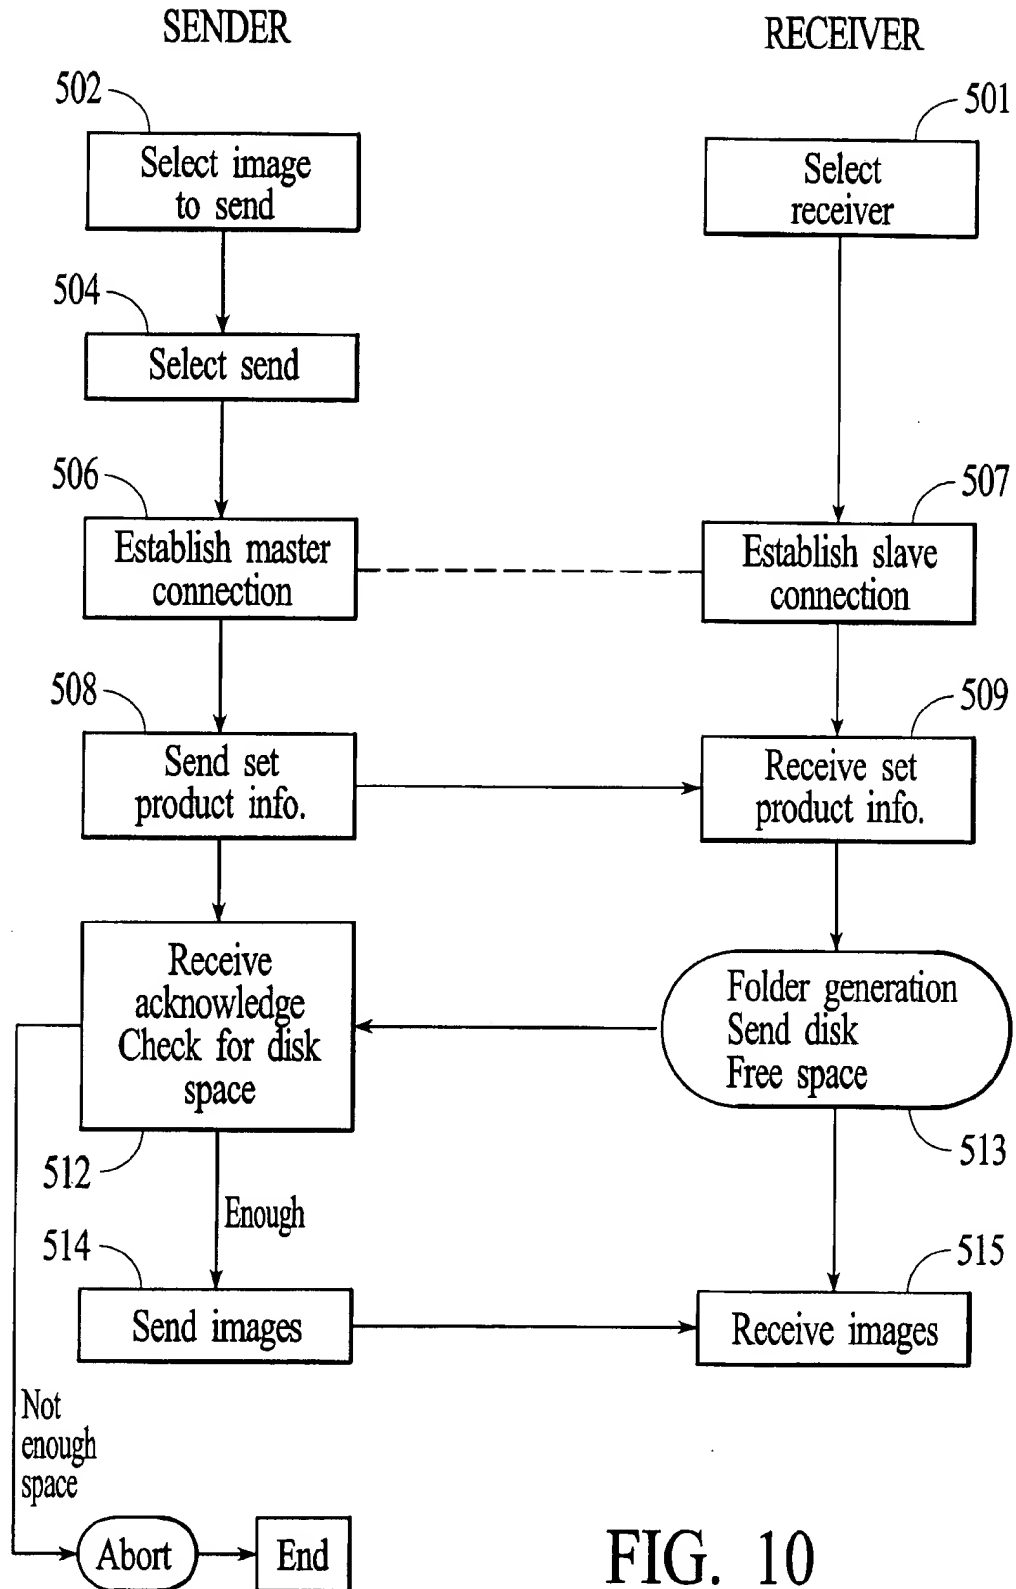 SENDER
RECEIVER
502
501
Select image
to send
Select
receiver
504
Select send
506
507
Establish master
connection
Establish slave
connection
508
509
Send set
product info.
Receive set
product info.
Receive
acknowledge
Check for disk
space
Folder generation
Send disk
Free space
512
513
Enough
514
515
Send images
Receive images
Not
enough
space
Abort
End
FIG. 10